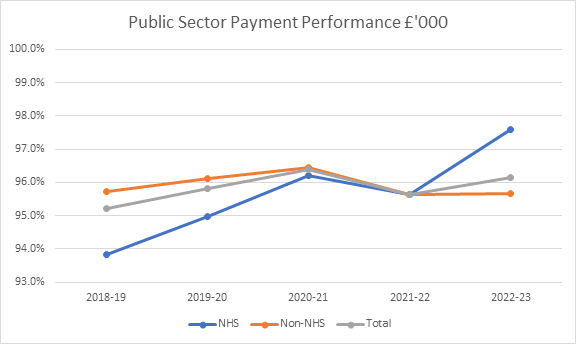 Public Sector Payment Performance £'000
100.0%
99.0%
98.0%
97.0%
96.0%
95.0%
94.0%
93.0%
2018-19 2019-20 2020-21 2021-22 2022-23
NHS Non-NHS Total